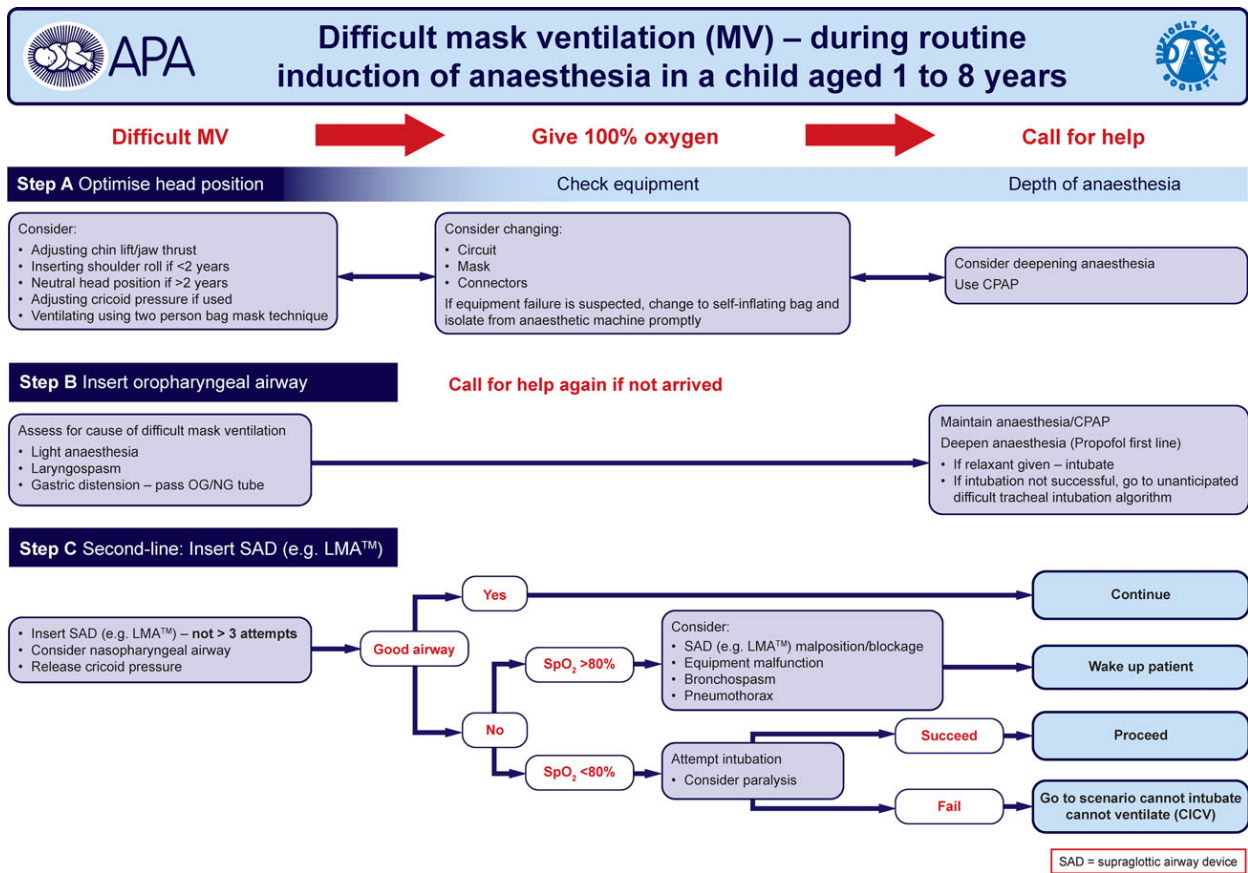 APA
Difficult mask ventilation (MV) – during routine
induction of anaesthesia in a child aged 1 to 8 years
DIFFICULT AIRWAY
DAS
SOCIETY
Difficult MV
Give 100% oxygen
Call for help
Step A Optimise head position
Check equipment
Depth of anaesthesia
Consider:
• Adjusting chin lift/jaw thrust
• Inserting shoulder roll if <2 years
• Neutral head position if >2 years
• Adjusting cricoid pressure if used
• Ventilating using two person bag mask technique
Consider changing:
• Circuit
• Mask
• Connectors
If equipment failure is suspected, change to self-inflating bag and
isolate from anaesthetic machine promptly
Consider deepening anaesthesia
Use CPAP
Step B Insert oropharyngeal airway
Call for help again if not arrived
Assess for cause of difficult mask ventilation
• Light anaesthesia
• Laryngospasm
• Gastric distension – pass OG/NG tube
Maintain anaesthesia/CPAP
Deepen anaesthesia (Propofol first line)
• If relaxant given – intubate
• If intubation not successful, go to unanticipated
difficult tracheal intubation algorithm
Step C Second-line: Insert SAD (e.g. LMA™)
• Insert SAD (e.g. LMA™) – not > 3 attempts
• Consider nasopharyngeal airway
• Release cricoid pressure
Good airway
Yes
Continue
No
SpO₂ >80%
Consider:
• SAD (e.g. LMA™) malposition/blockage
• Equipment malfunction
• Bronchospasm
• Pneumothorax
Wake up patient
SpO₂ <80%
Attempt intubation
• Consider paralysis
Succeed
Proceed
Fail
Go to scenario cannot intubate
cannot ventilate (CICV)
SAD = supraglottic airway device